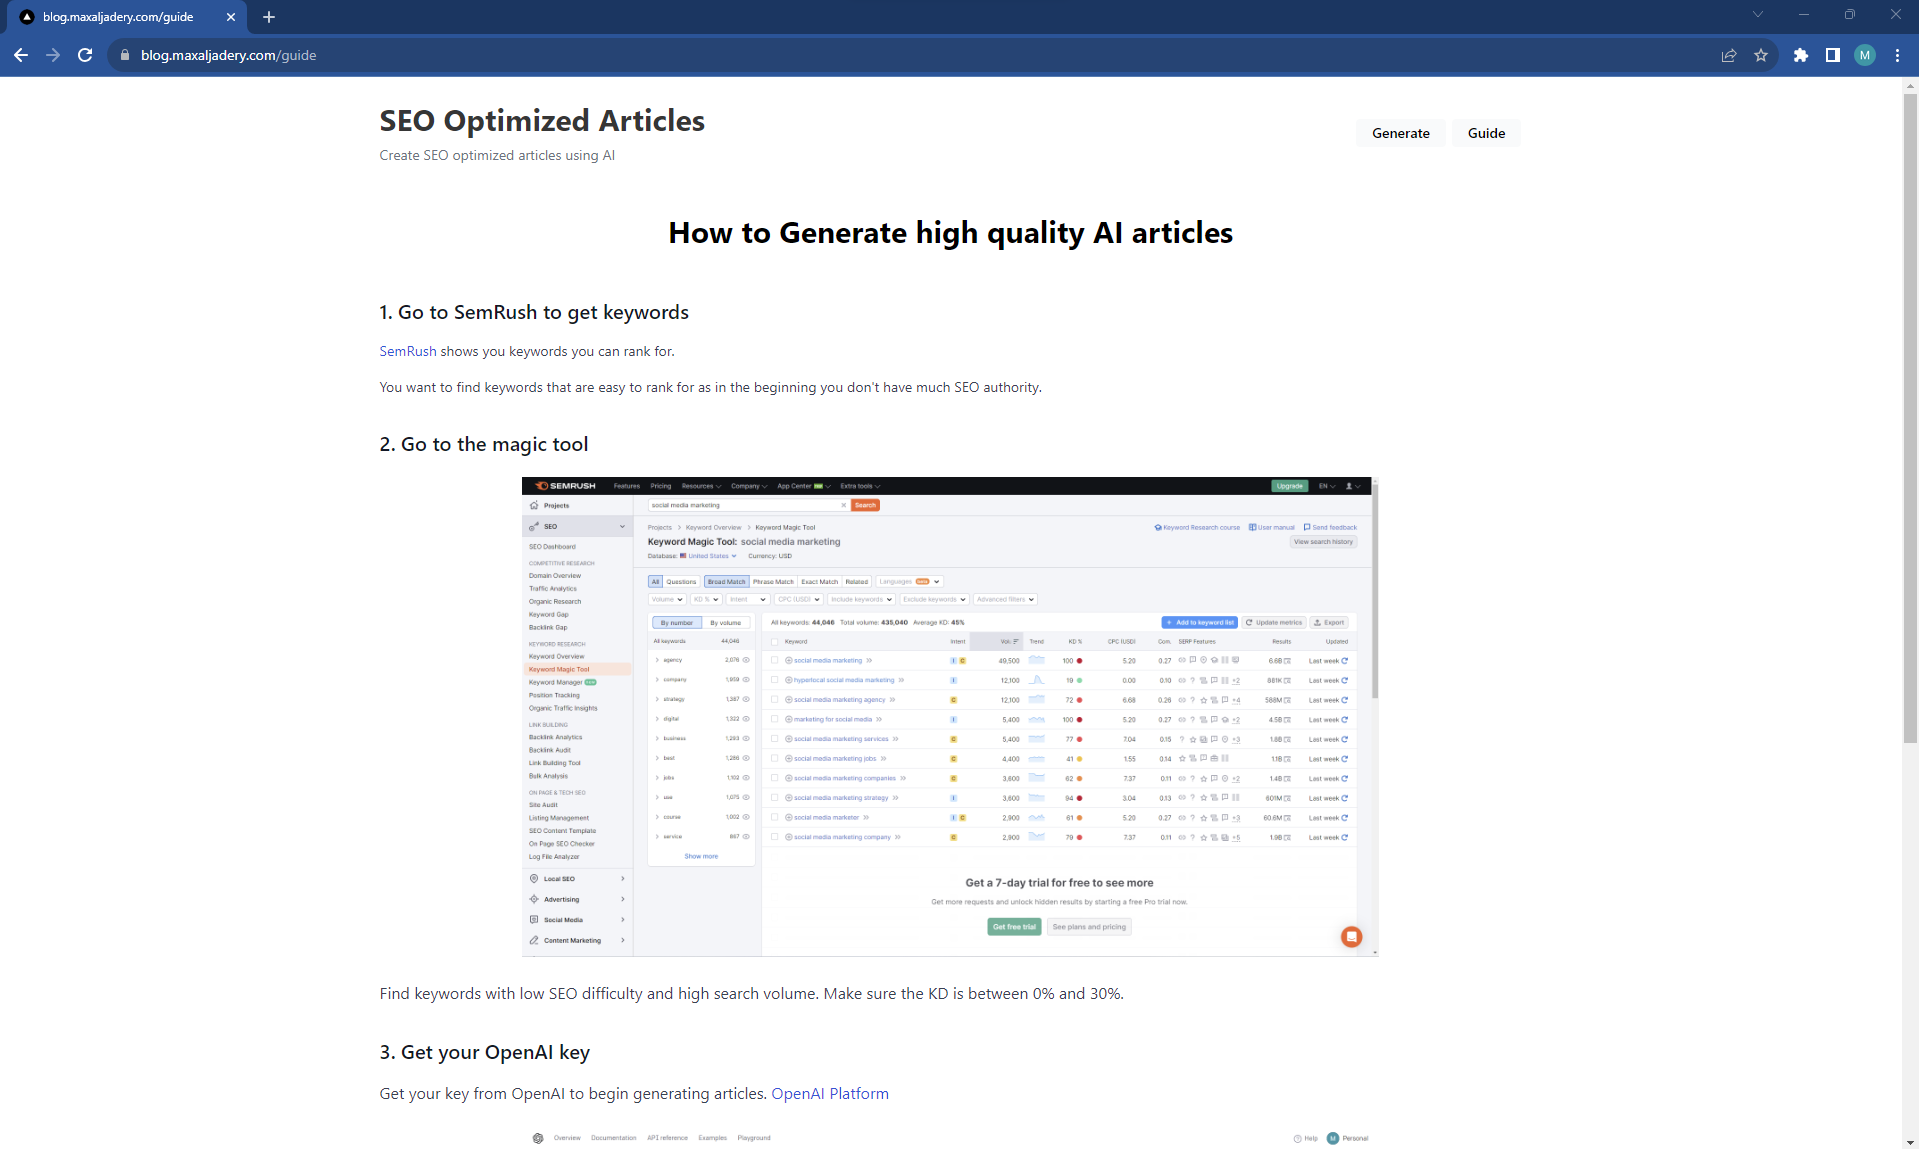 blog.maxaljadery.com/guide
blog.maxaljadery.com/guide
M
SEO Optimized Articles
Create SEO optimized articles using AI
Generate Guide
How to Generate high quality AI articles
1. Go to SemRush to get keywords
SemRush shows you keywords you can rank for.
You want to find keywords that are easy to rank for as in the beginning you don't have much SEO authority.
2. Go to the magic tool
SEMRUSH Features Pricing Resources Company App Center Extra tools Upgrade EN
Projects
social media marketing Search
SEO
Projects > Keyword Overview > Keyword Magic Tool
Keyword Research course User manual Send feedback
Keyword Magic Tool: social media marketing
View search history
Database: United States Currency: USD
All Questions Broad Match Phrase Match Exact Match Related Languages
Volume KD % Intent CPC (USD) Include keywords Exclude keywords Advanced filters
SEO Dashboard
COMPETITIVE RESEARCH
Domain Overview
Traffic Analytics
Organic Research
Keyword Gap
Backlink Gap
KEYWORD RESEARCH
Keyword Overview
Keyword Magic Tool
Keyword Manager
Position Tracking
Organic Traffic Insights
LINK BUILDING
Backlink Analytics
Backlink Audit
Link Building Tool
Bulk Analysis
ON PAGE & TECH SEO
Site Audit
Listing Management
SEO Content Template
On Page SEO Checker
Log File Analyzer
Local SEO
Advertising
Social Media
Content Marketing
By number By volume
All keywords 44,046
agency 2,076
company 1,959
strategy 1,387
digital 1,322
business 1,293
best 1,286
jobs 1,102
use 1,075
course 1,002
service 867
Show more
All keywords: 44,046 Total volume: 435,040 Average KD: 45%
+ Add to keyword list Update metrics Export
Keyword Intent Vol. Trend KD % CPC (USD) Com. SERP Features Results Updated
social media marketing I C 49,500 100 5.20 0.27 6.6B Last week
hyperlocal social media marketing I 12,100 19 0.00 0.10 +2 881K Last week
social media marketing agency C 12,100 72 6.68 0.26 +4 588M Last week
marketing for social media I 5,400 100 5.20 0.27 +2 4.5B Last week
social media marketing services C 5,400 77 7.04 0.15 +3 1.8B Last week
social media marketing jobs C 4,400 41 1.55 0.14 1.1B Last week
social media marketing companies C 3,600 62 7.37 0.11 +2 1.4B Last week
social media marketing strategy I 3,600 94 3.04 0.13 601M Last week
social media marketer I C 2,900 61 5.20 0.27 +3 60.6M Last week
social media marketing company C 2,900 79 7.37 0.11 +5 1.9B Last week
Get a 7-day trial for free to see more
Get more requests and unlock hidden results by starting a free Pro trial now.
Get free trial See plans and pricing
Find keywords with low SEO difficulty and high search volume. Make sure the KD is between 0% and 30%.
3. Get your OpenAI key
Get your key from OpenAI to begin generating articles. OpenAI Platform
Overview Documentation API reference Examples Playground Help M Personal